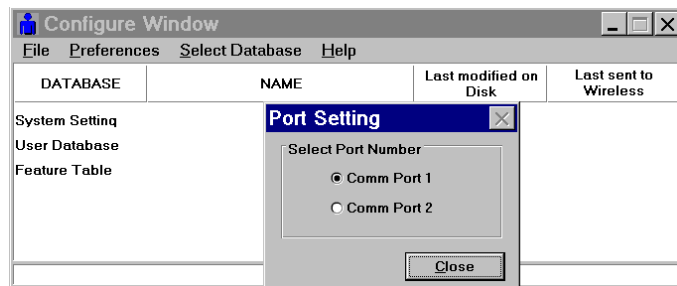 Configure Window
File Preferences Select Database Help
DATABASE NAME Last modified on Disk Last sent to Wireless
System Setting
User Database
Feature Table
Port Setting
Select Port Number
Comm Port 1
Comm Port 2
Close